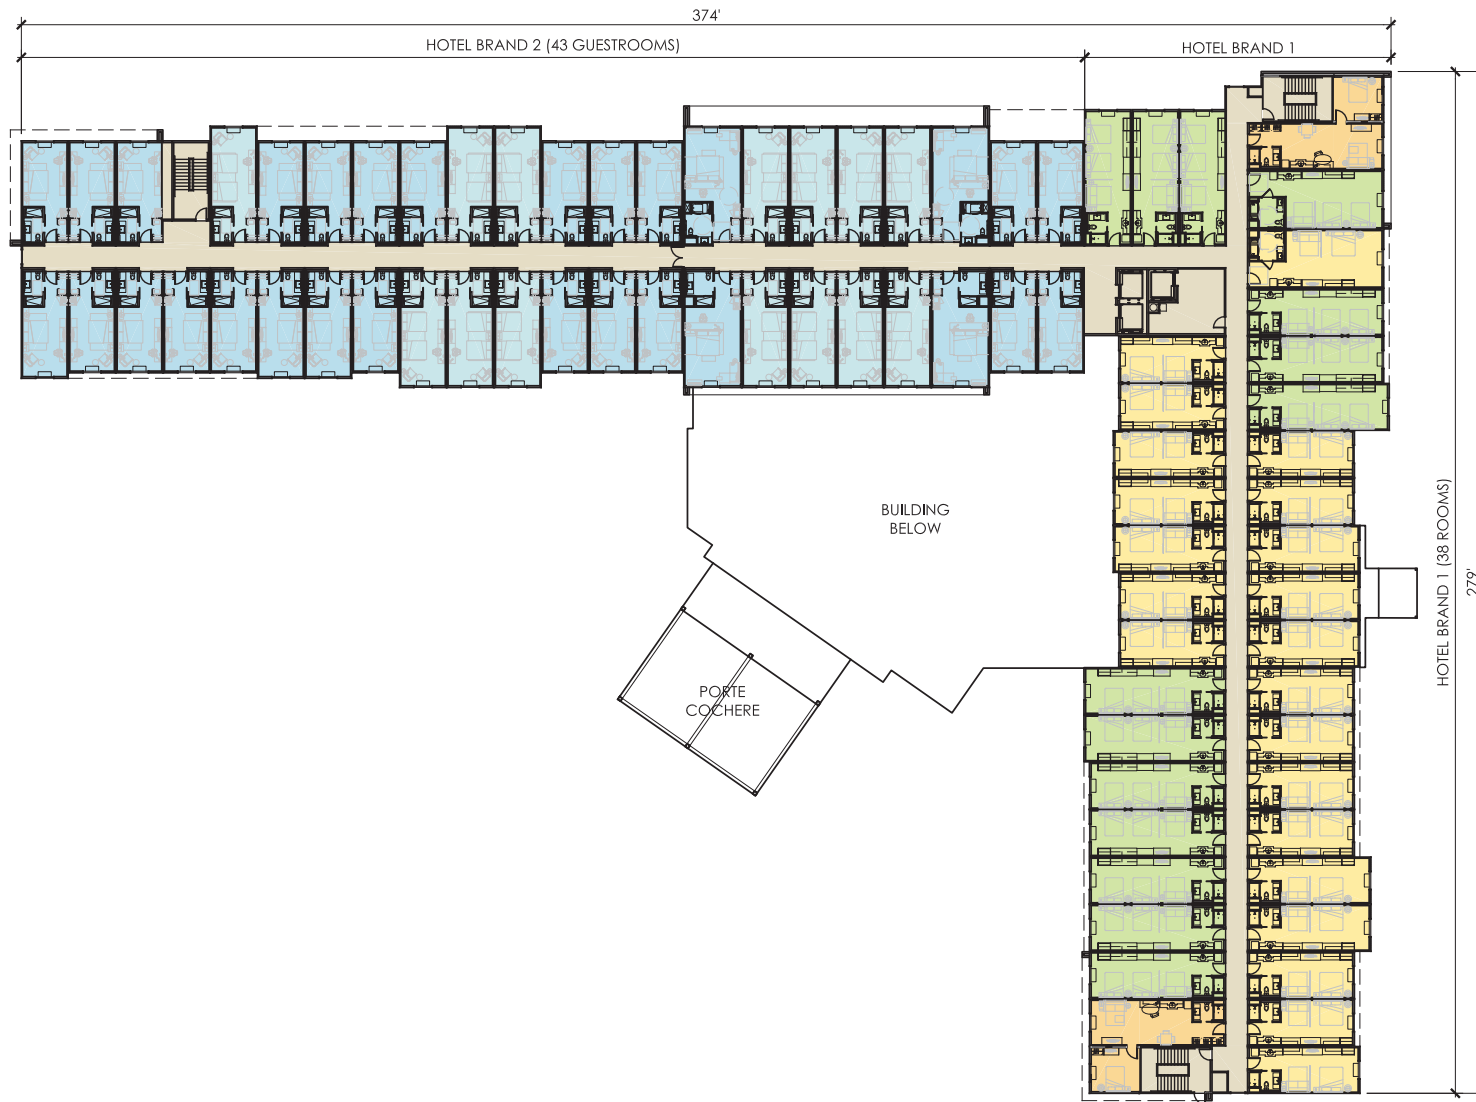 374'
HOTEL BRAND 2 (43 GUESTROOMS)
HOTEL BRAND 1
BUILDING
BELOW
HOTEL BRAND 1 (38 ROOMS)
279'
PORTE
COCHERE